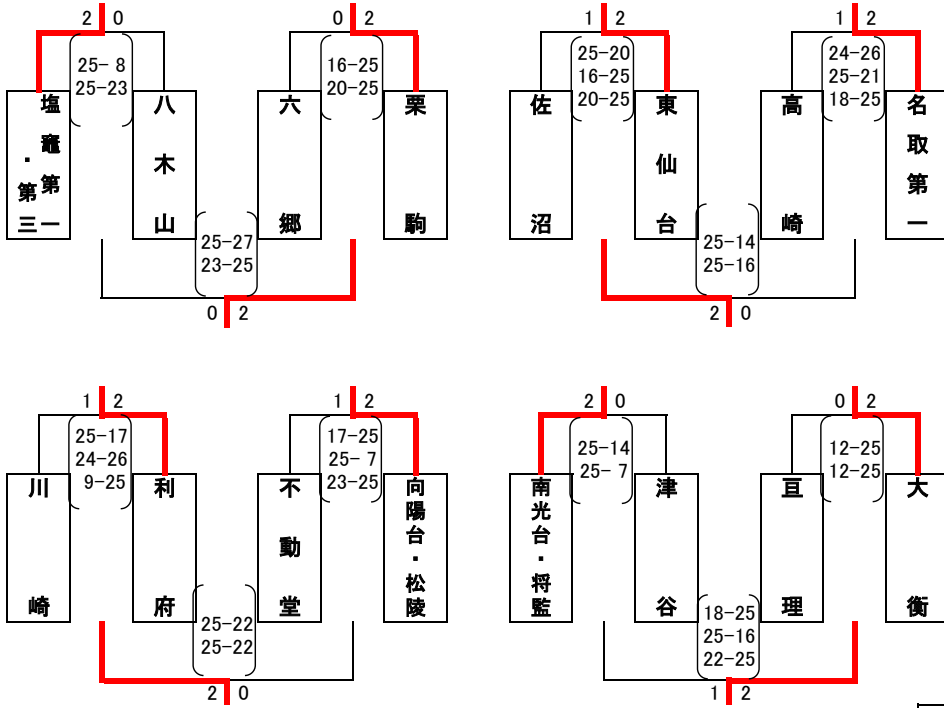 2 0
25- 8
25-23
0 2
16-25
20-25
塩竈第一・第三
八木山
六郷
栗駒
25-27
23-25
0 2
1 2
25-20
16-25
20-25
1 2
24-26
25-21
18-25
佐沼
東仙台
高崎
名取第一
25-14
25-16
2 0
1 2
25-17
24-26
9-25
1 2
17-25
25- 7
23-25
川崎
利府
不動堂
向陽台・松陵
25-22
25-22
2 0
2 0
25-14
25- 7
0 2
12-25
12-25
南光台・将監
津谷
亘理
大衡
18-25
25-16
22-25
1 2